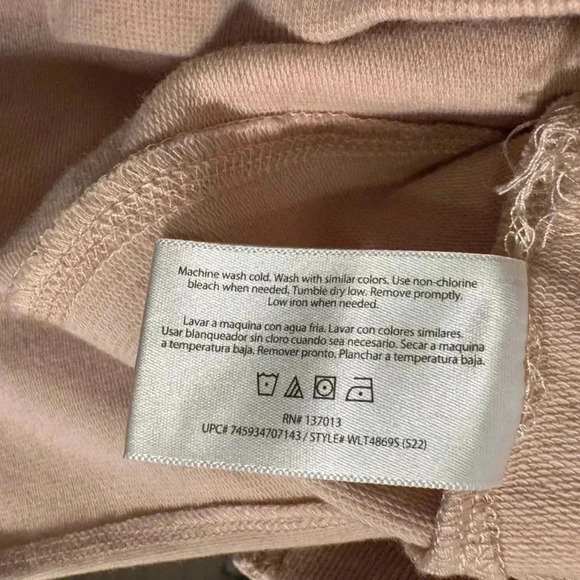 Machine wash cold. Wash with similar colors. Use non-chlorine
bleach when needed. Tumble dry low. Remove promptly.
Low iron when needed.
Lavar a maquina con agua fria. Lavar con colores similares.
Usar blanqueador sin cloro cuando sea necesario. Secar a maquina
a temperatura baja. Remover pronto. Planchar a temperatura baja.
RN# 137013
UPC# 745934707143 / STYLE# WLT4869S (S22)